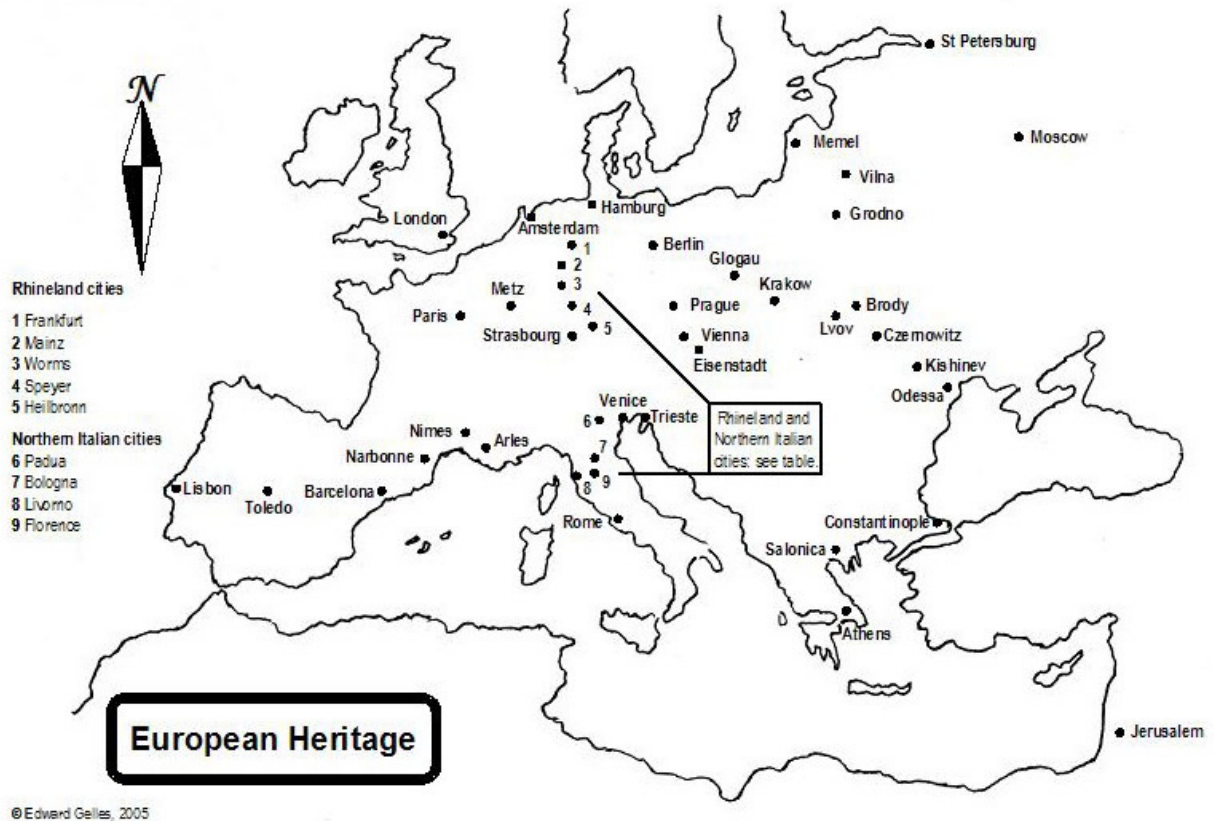 N
St Petersburg
Moscow
Memel
Vilna
Grodno
Hamburg
Amsterdam
London
Berlin
1
2
3
4
5
Glogau
Krakow
Metz
Paris
Strasbourg
Prague
Vienna
Eisenstadt
Brody
Lvov
Czernowitz
Kishinev
Odessa
Rhineland cities
1 Frankfurt
2 Mainz
3 Worms
4 Speyer
5 Heilbronn
Northern Italian cities
6 Padua
7 Bologna
8 Livorno
9 Florence
Venice
Trieste
6
7
8
9
Rhineland and
Northern Italian
cities: see table.
Nimes
Arles
Narbonne
Lisbon
Toledo
Barcelona
Rome
Constantinople
Salonica
Athens
Jerusalem
European Heritage
© Edward Gelles, 2005